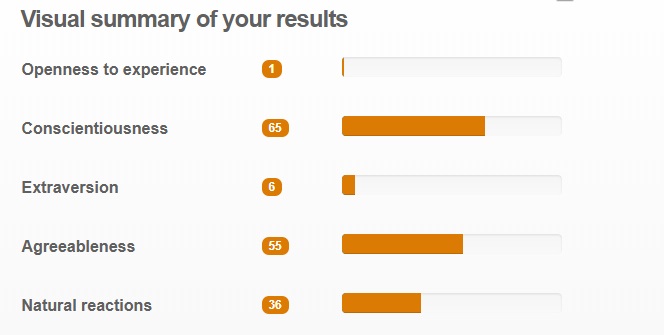 Visual summary of your results
Openness to experience 1
Conscientiousness 65
Extraversion 6
Agreeableness 55
Natural reactions 36